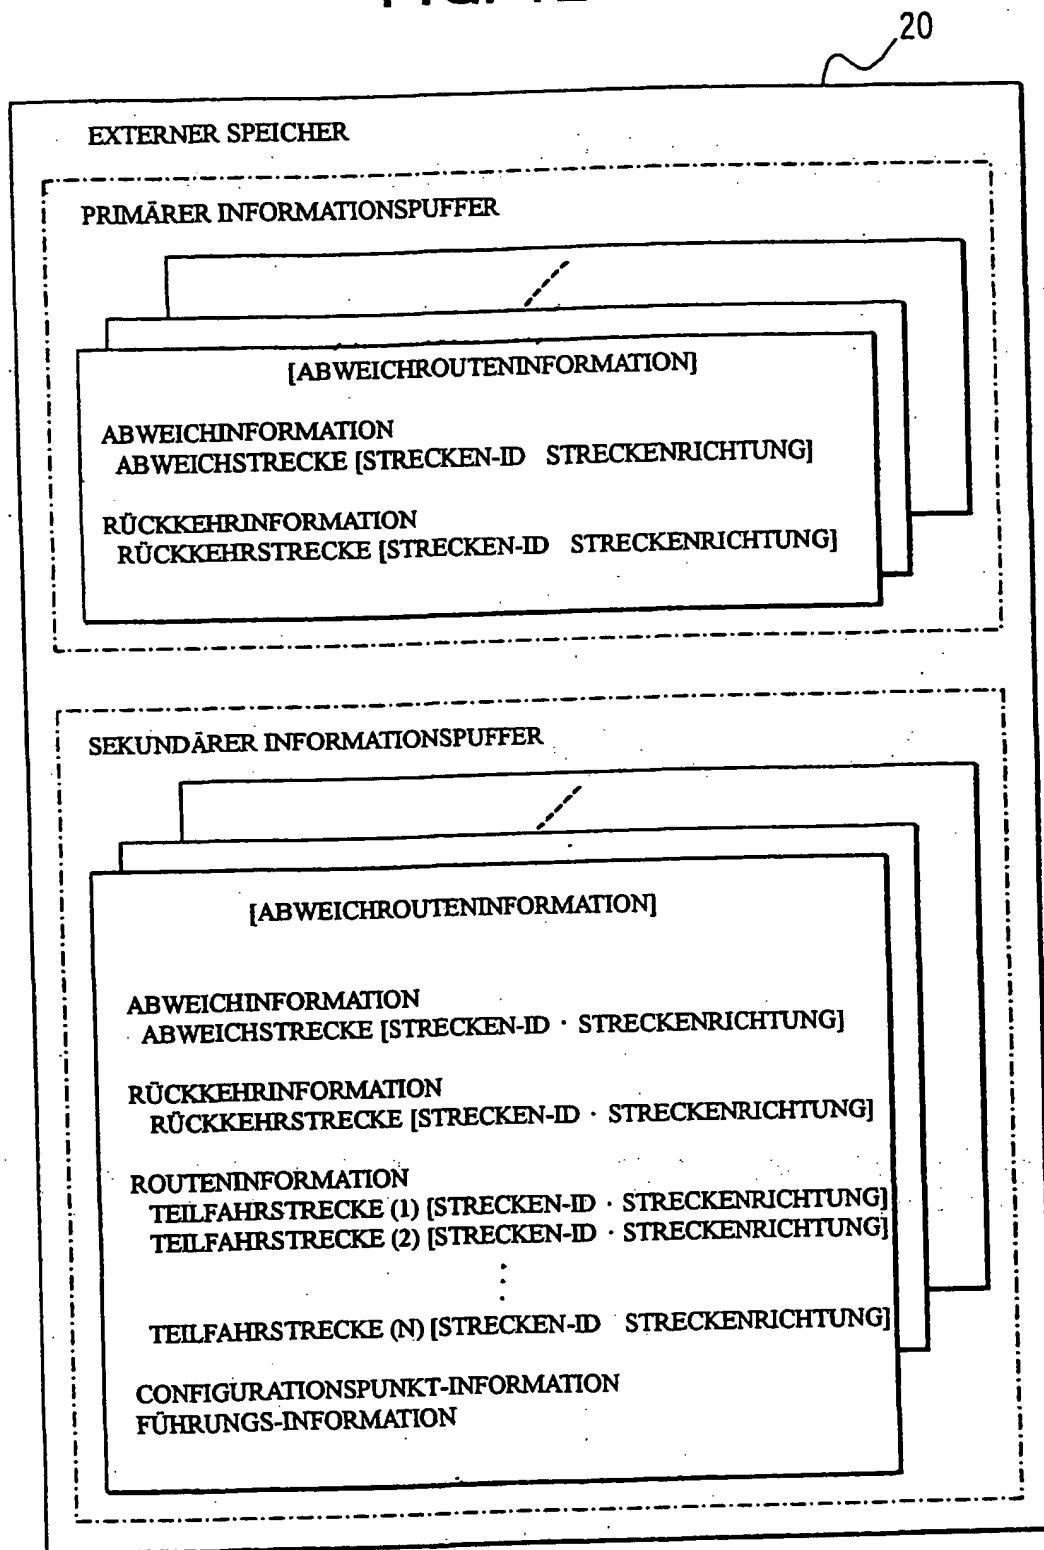 20
EXTERNER SPEICHER
PRIMÄRER INFORMATIONSPUFFER
[ABWEICHROUTENINFORMATION]
ABWEICHINFORMATION
ABWEICHSTRECKE [STRECKEN-ID STRECKENRICHTUNG]
RÜCKKEHRINFORMATION
RÜCKKEHRSTRECKE [STRECKEN-ID STRECKENRICHTUNG]
SEKUNDÄRER INFORMATIONSPUFFER
[ABWEICHROUTENINFORMATION]
ABWEICHINFORMATION
ABWEICHSTRECKE [STRECKEN-ID · STRECKENRICHTUNG]
RÜCKKEHRINFORMATION
RÜCKKEHRSTRECKE [STRECKEN-ID · STRECKENRICHTUNG]
ROUTENINFORMATION
TEILFAHRSTRECKE (1) [STRECKEN-ID · STRECKENRICHTUNG]
TEILFAHRSTRECKE (2) [STRECKEN-ID · STRECKENRICHTUNG]
⋮
TEILFAHRSTRECKE (N) [STRECKEN-ID STRECKENRICHTUNG]
CONFIGURATIONSPUNKT-INFORMATION
FÜHRUNGS-INFORMATION